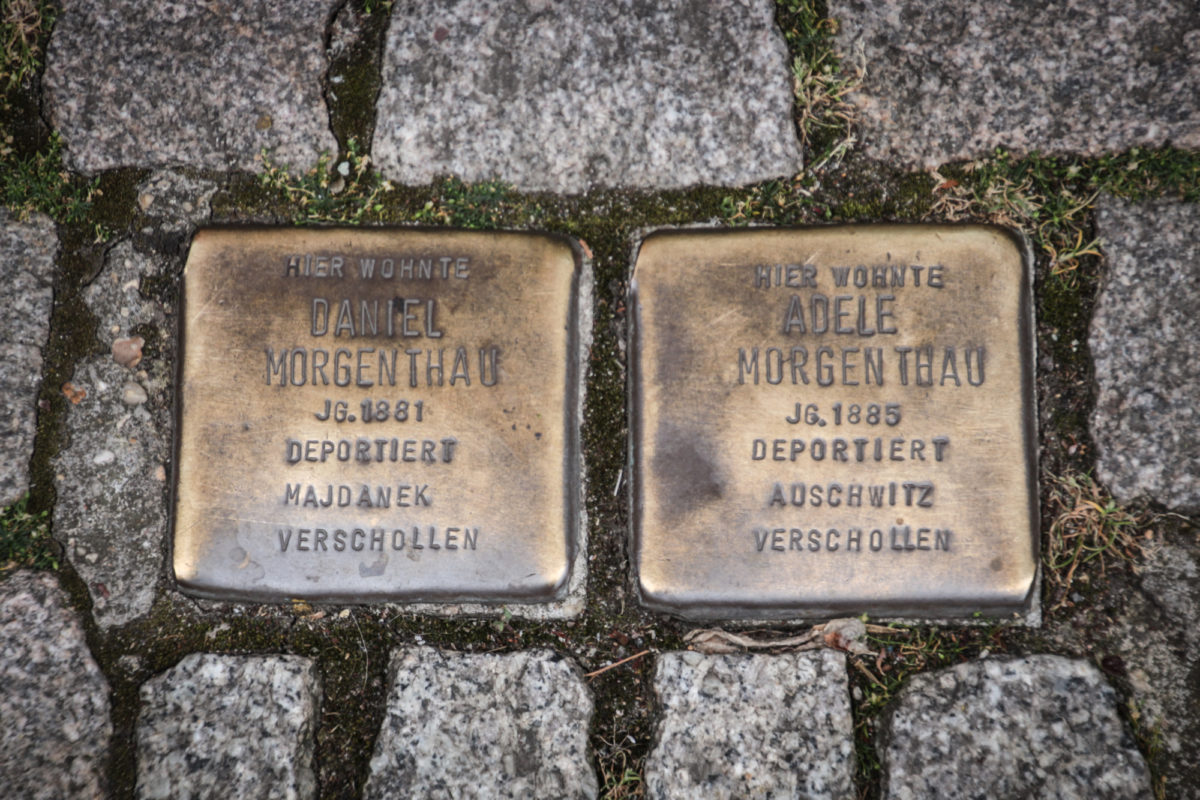 HIER WOHNTE
DANIEL
MORGENTHAU
JG. 1881
DEPORTIERT
MAJDANEK
VERSCHOLLEN
HIER WOHNTE
ADELE
MORGENTHAU
JG. 1885
DEPORTIERT
AUSCHWITZ
VERSCHOLLEN